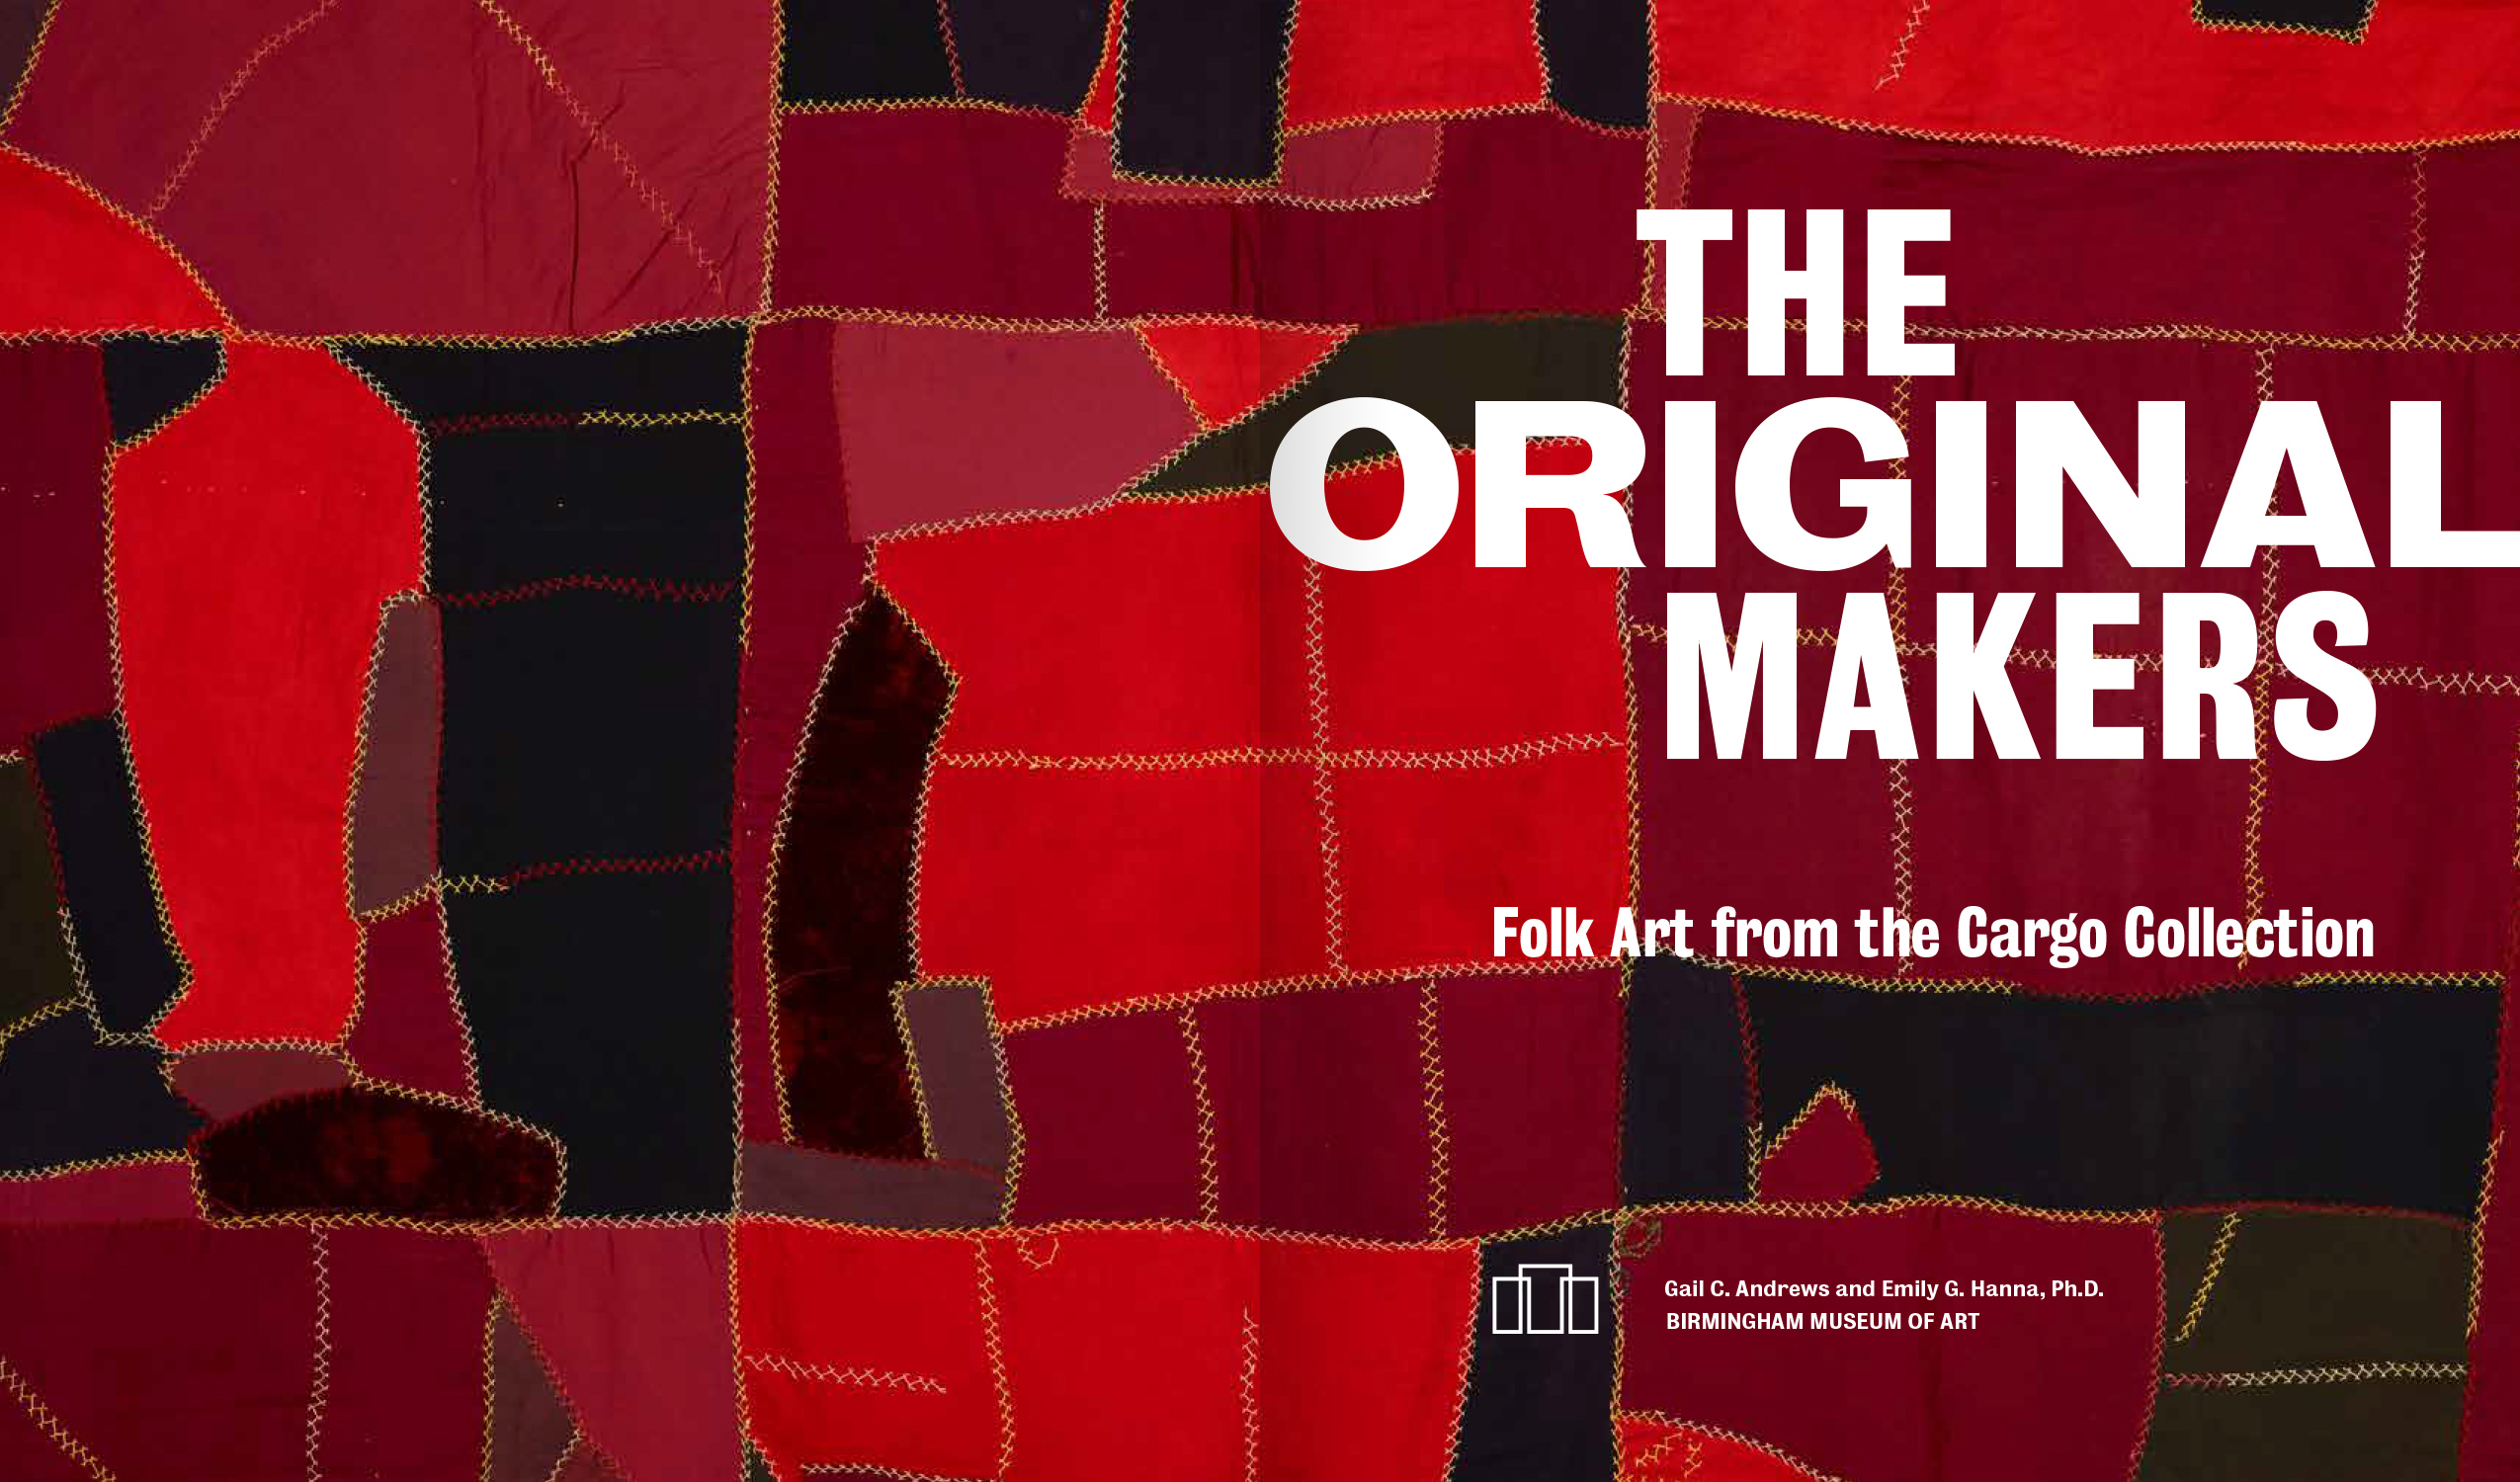 THE
ORIGINAL
MAKERS
Folk Art from the Cargo Collection
Gail C. Andrews and Emily G. Hanna, Ph.D.
BIRMINGHAM MUSEUM OF ART